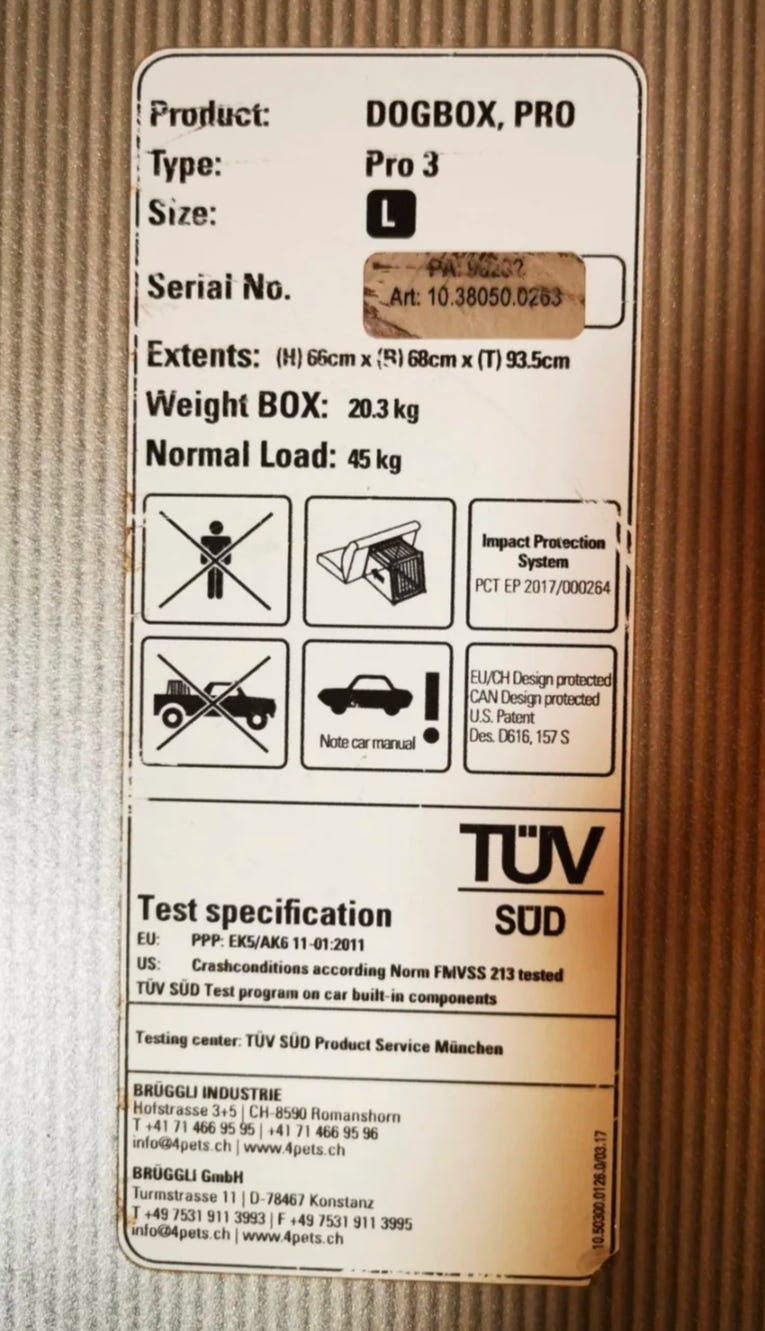 Product: DOGBOX, PRO
Type: Pro 3
Size: L
Serial No.
Art: 10.38050.0263
Extents: (H) 66cm x (B) 68cm x (T) 93.5cm
Weight BOX: 20.3 kg
Normal Load: 45 kg
Impact Protection
System
PCT EP 2017/000264
Note car manual
EU/CH Design protected
CAN Design protected
U.S. Patent
Des. D616, 157 S
TÜV
SÜD
Test specification
EU: PPP: EK5/AK6 11-01:2011
US: Crashconditions according Norm FMVSS 213 tested
TÜV SÜD Test program on car built-in components
Testing center: TÜV SÜD Product Service München
BRÜGGLI INDUSTRIE
Hofstrasse 3+5 | CH-8590 Romanshorn
T +41 71 466 95 95 | +41 71 466 95 96
info@4pets.ch | www.4pets.ch
BRÜGGLI GmbH
Turmstrasse 11 | D-78467 Konstanz
T +49 7531 911 3993 | F +49 7531 911 3995
info@4pets.ch | www.4pets.ch
10.50300.0126.0/03.17